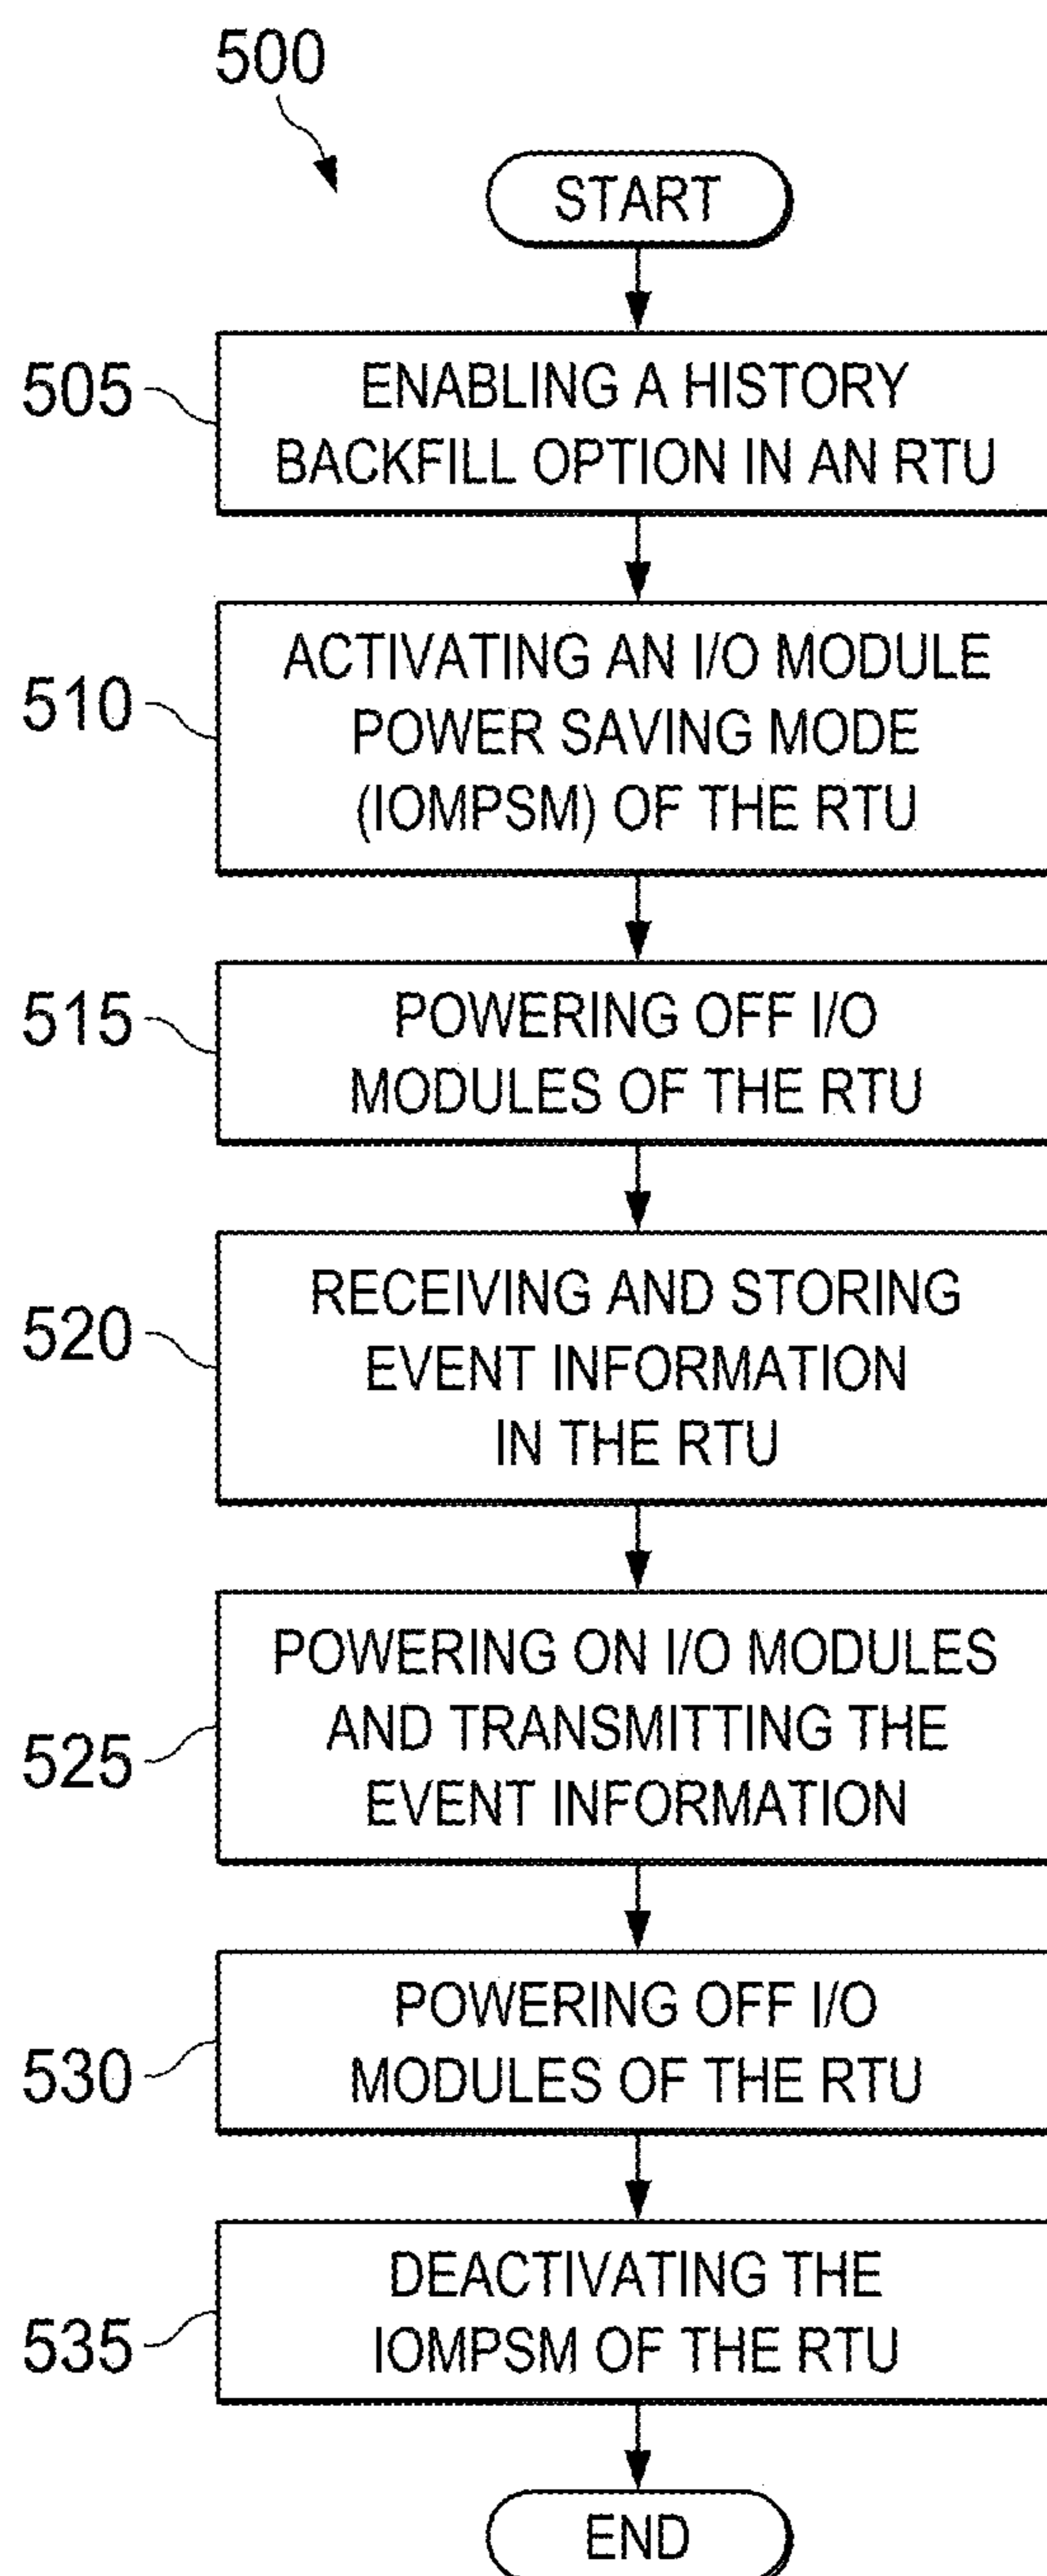 500
START
505
ENABLING A HISTORY
BACKFILL OPTION IN AN RTU
510
ACTIVATING AN I/O MODULE
POWER SAVING MODE
(IOMPSM) OF THE RTU
515
POWERING OFF I/O
MODULES OF THE RTU
520
RECEIVING AND STORING
EVENT INFORMATION
IN THE RTU
525
POWERING ON I/O MODULES
AND TRANSMITTING THE
EVENT INFORMATION
530
POWERING OFF I/O
MODULES OF THE RTU
535
DEACTIVATING THE
IOMPSM OF THE RTU
END